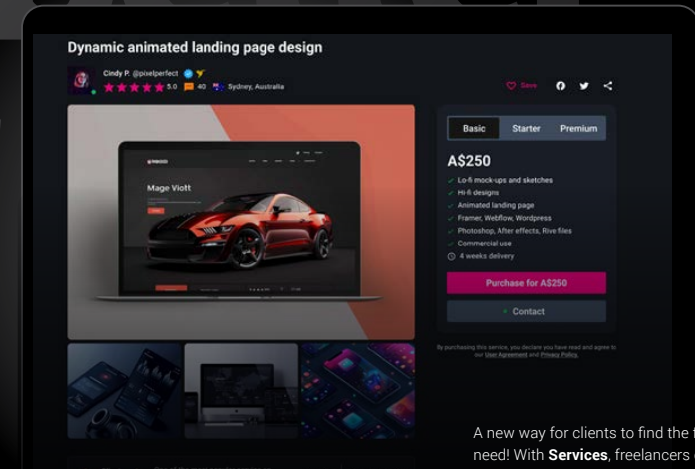 Dynamic animated landing page design
Cindy P. @pixelperfect
5.0 40 Sydney, Australia
Save
Mage Viott
Basic Starter Premium
A$250
Lo-fi mock-ups and sketches
Hi-fi designs
Animated landing page
Framer, Webflow, Wordpress
Photoshop, After effects, Rive files
Commercial use
4 weeks delivery
Purchase for A$250
Contact
By purchasing this service, you declare you have read and agree to
our User Agreement and Privacy Policy.
A new way for clients to find the
need! With Services, freelancers